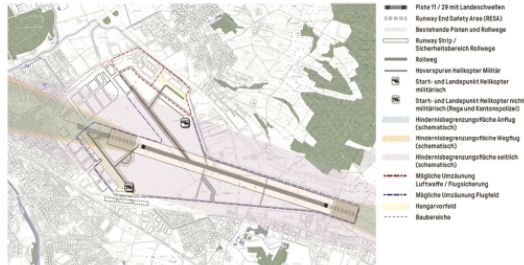 Piste 11 / 29 mit Landeschwellen
Runway End Safety Area (RESA)
Bestehende Pisten und Rollwege
Runway Strip /
Sicherheitsbereich Rollwege
Rollweg
Hoverspuren Helikopter Militär
Start- und Landepunkt Helikopter
militärisch
Start- und Landepunkt Helikopter nicht
militärisch (Rega und Kantonspolizei)
Hindernisbegrenzungsfläche Anflug
(schematisch)
Hindernisbegrenzungsfläche Wegflug
(schematisch)
Hindernisbegrenzungsfläche seitlich
(schematisch)
Mögliche Umzäunung
Luftwaffe / Flugsicherung
Mögliche Umzäunung Flugfeld
Hangarvorfeld
Baubereiche